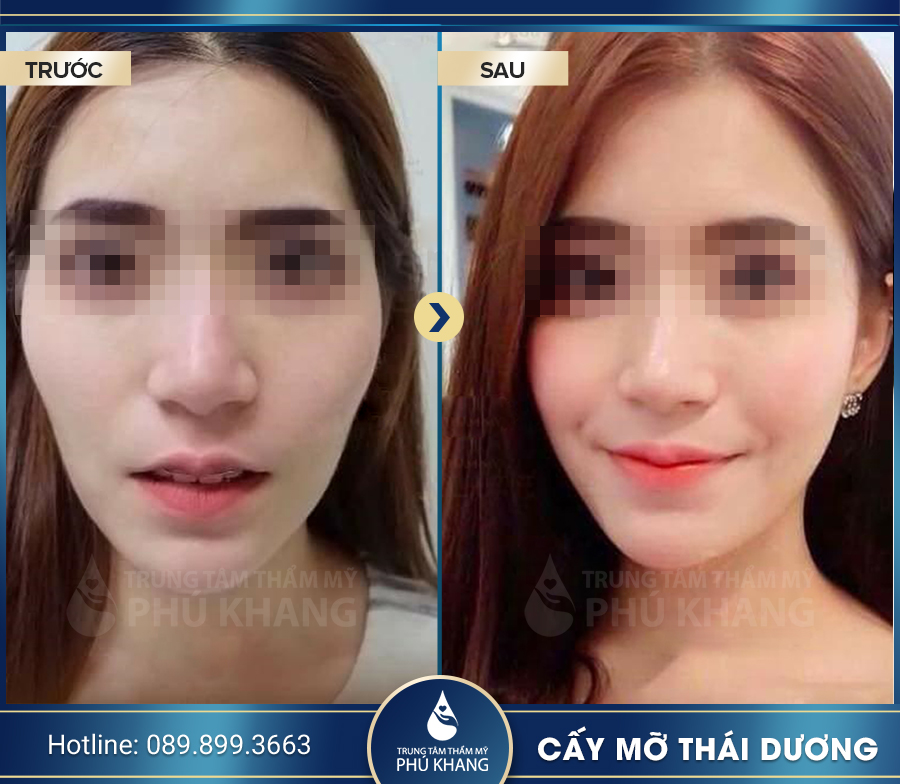 TRƯỚC
SAU
TRUNG TÂM THẨM MỸ
PHÚ KHANG
TRUNG TÂM THẨM MỸ
PHÚ KHANG
Hotline: 089.899.3663
TRUNG TÂM THẨM MỸ
PHÚ KHANG
CẤY MỠ THÁI DƯƠNG